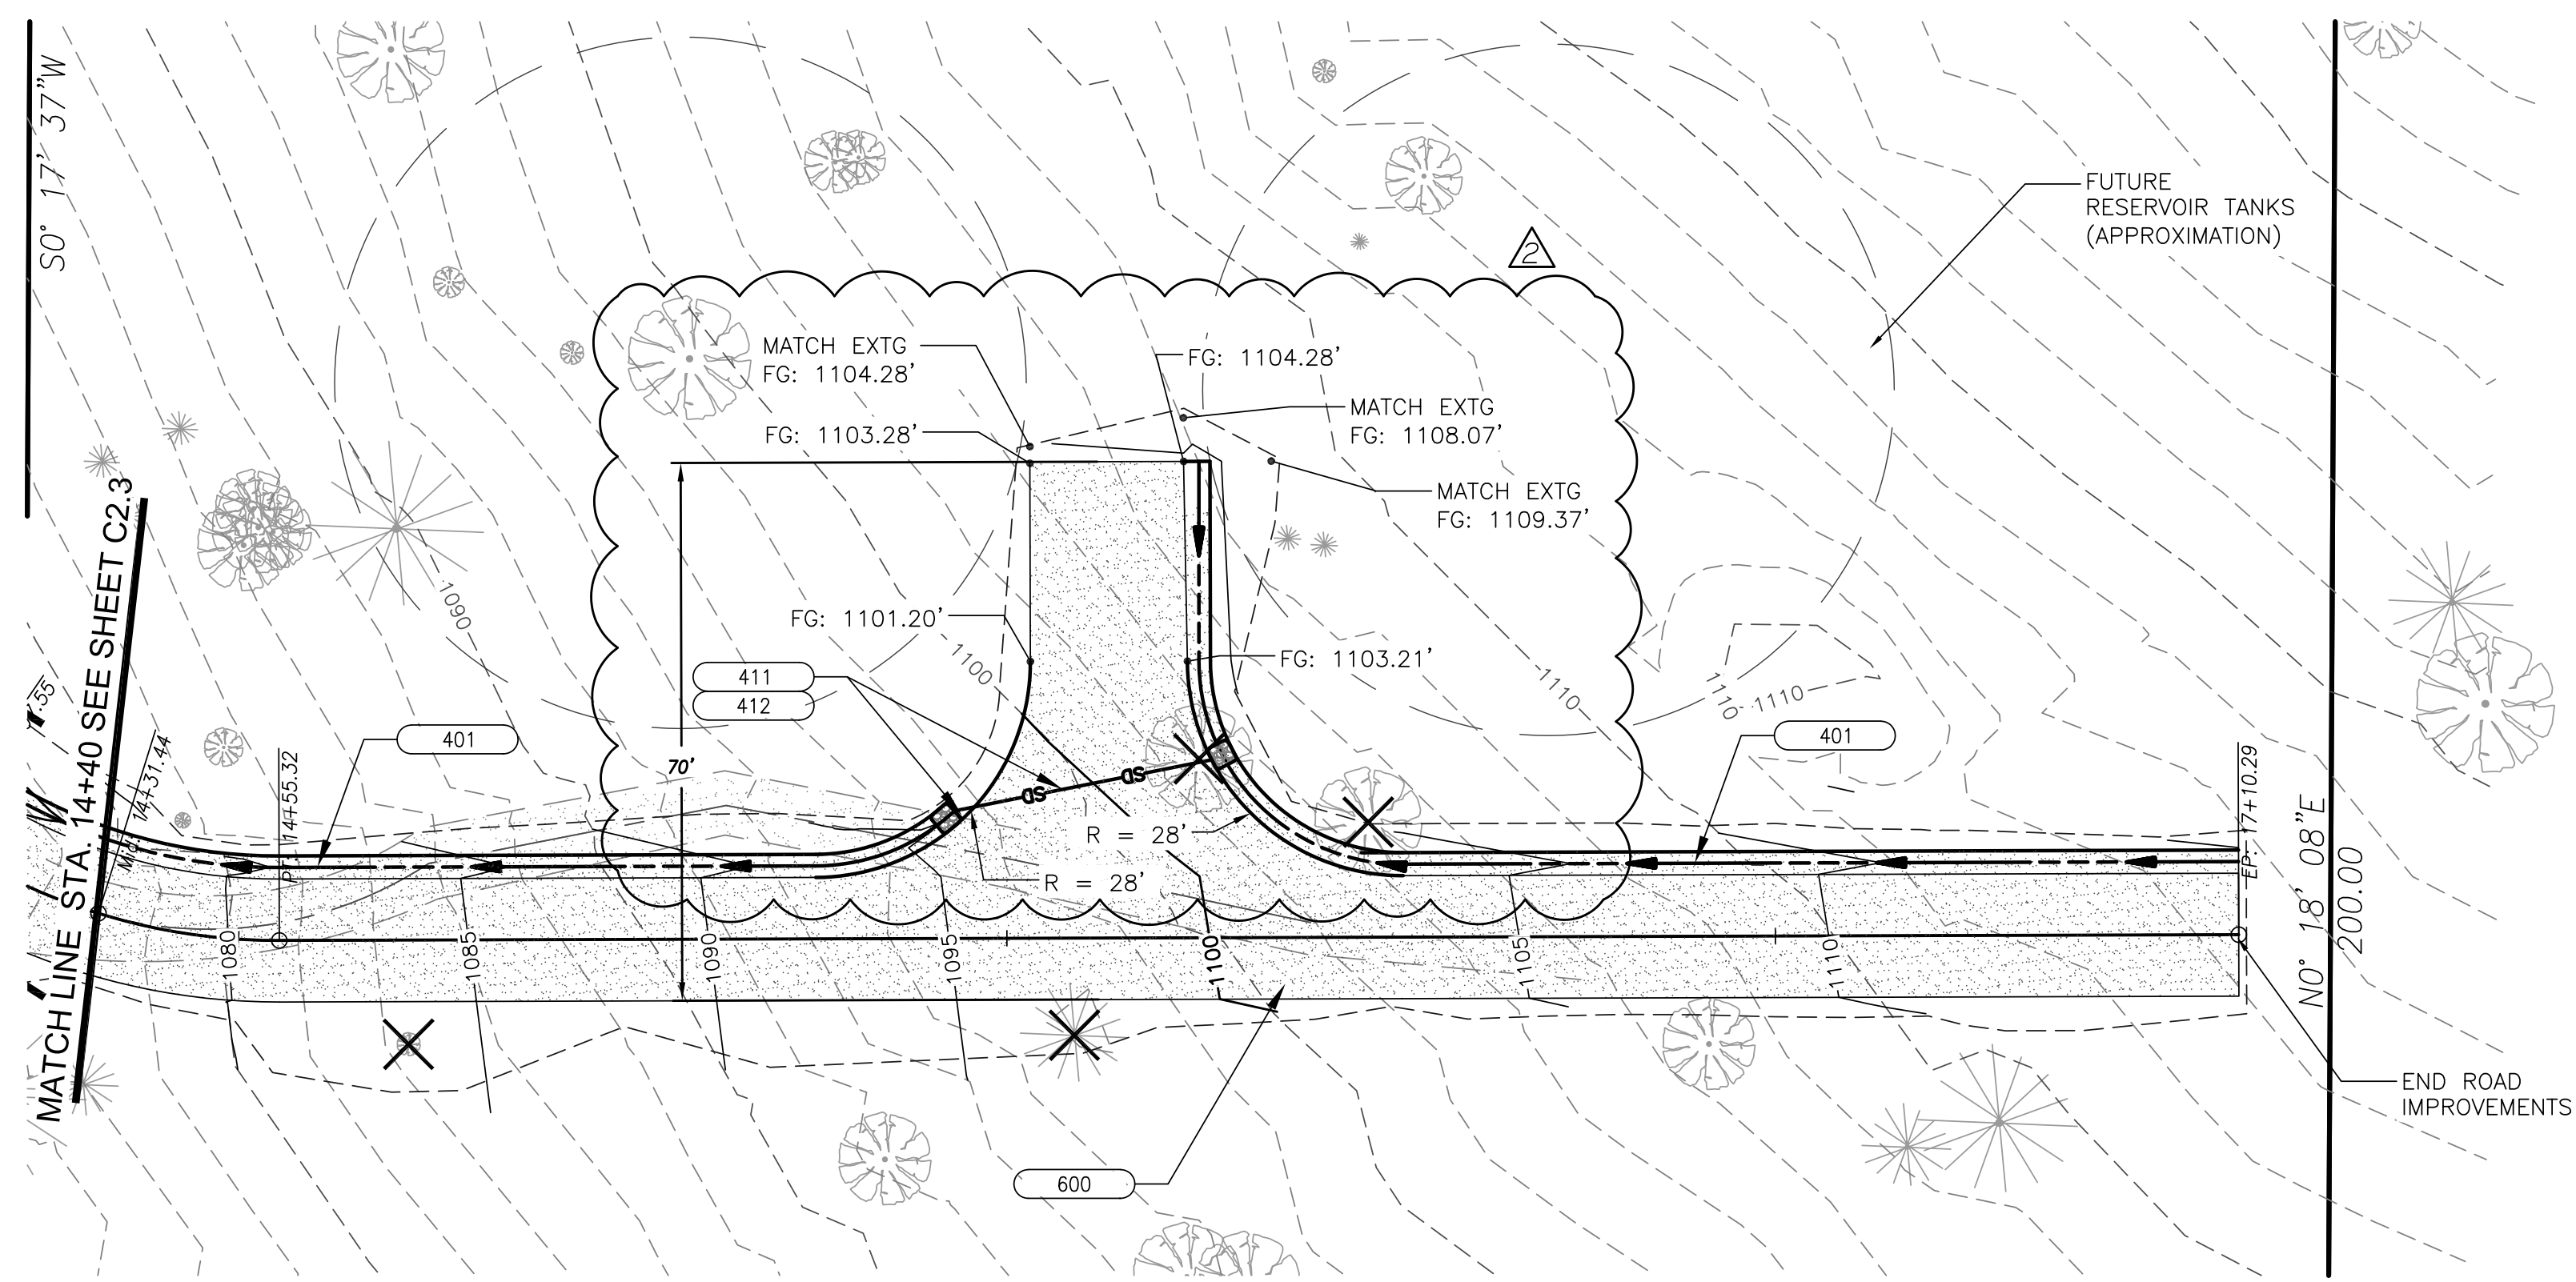 S0° 17' 37"W
FUTURE
RESERVOIR TANKS
(APPROXIMATION)
2
MATCH EXTG
FG: 1104.28'
FG: 1104.28'
MATCH EXTG
FG: 1108.07'
FG: 1103.28'
MATCH EXTG
FG: 1109.37'
1090
FG: 1101.20'
1100
FG: 1103.21'
411
412
1110
1110
1110
401
401
70'
SD
SD
R = 28'
R = 28'
MATCH LINE STA. 14+40 SEE SHEET C2.3
Mid: 14+31.44
PT: 14+55.32
EP: 17+10.29
N0° 18' 08"E
200.00
1080
1085
1090
1095
1100
1105
1110
END ROAD
IMPROVEMENTS
600